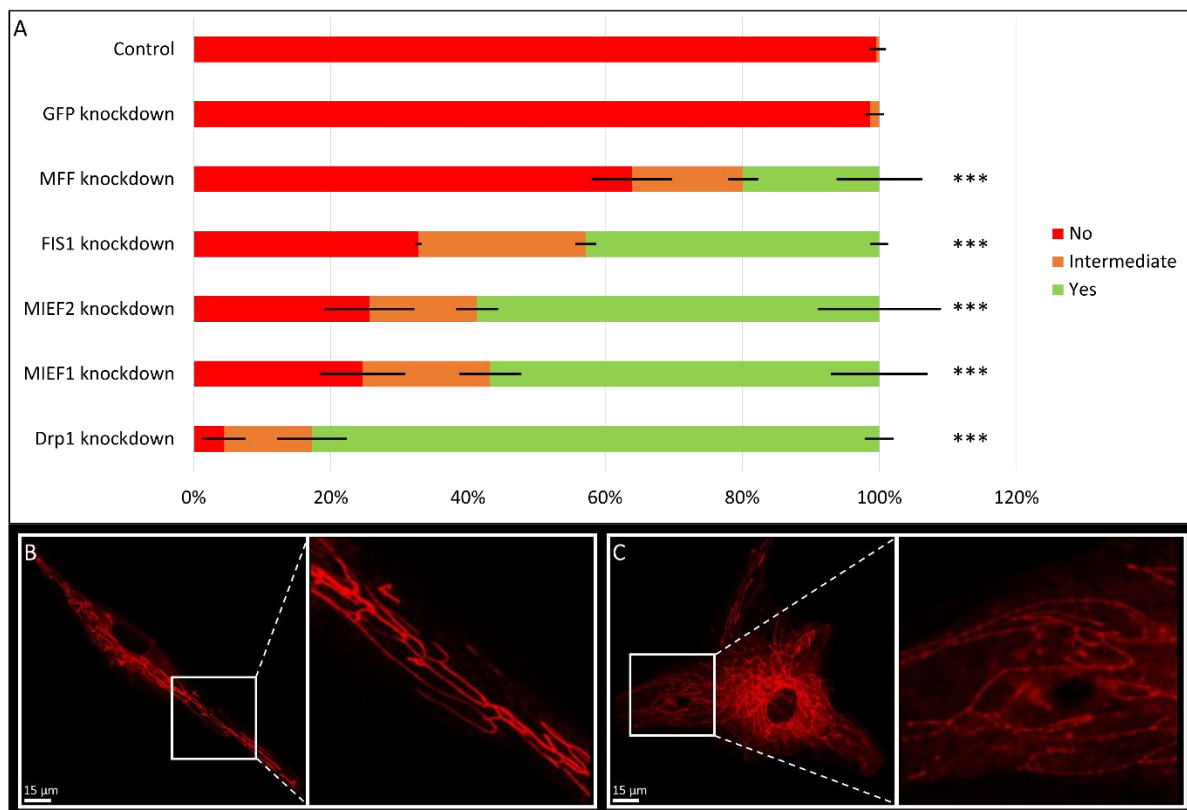 A
Control
GFP knockdown
MFF knockdown
***
FIS1 knockdown
***
MIEF2 knockdown
***
MIEF1 knockdown
***
Drp1 knockdown
***
No
Intermediate
Yes
0% 20% 40% 60% 80% 100% 120%
B
15 µm
C
15 µm